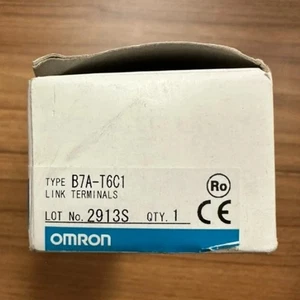 TYPE B7A-T6C1
LINK TERMINALS
Ro
LOT No. 2913S QTY. 1
CE
OMRON